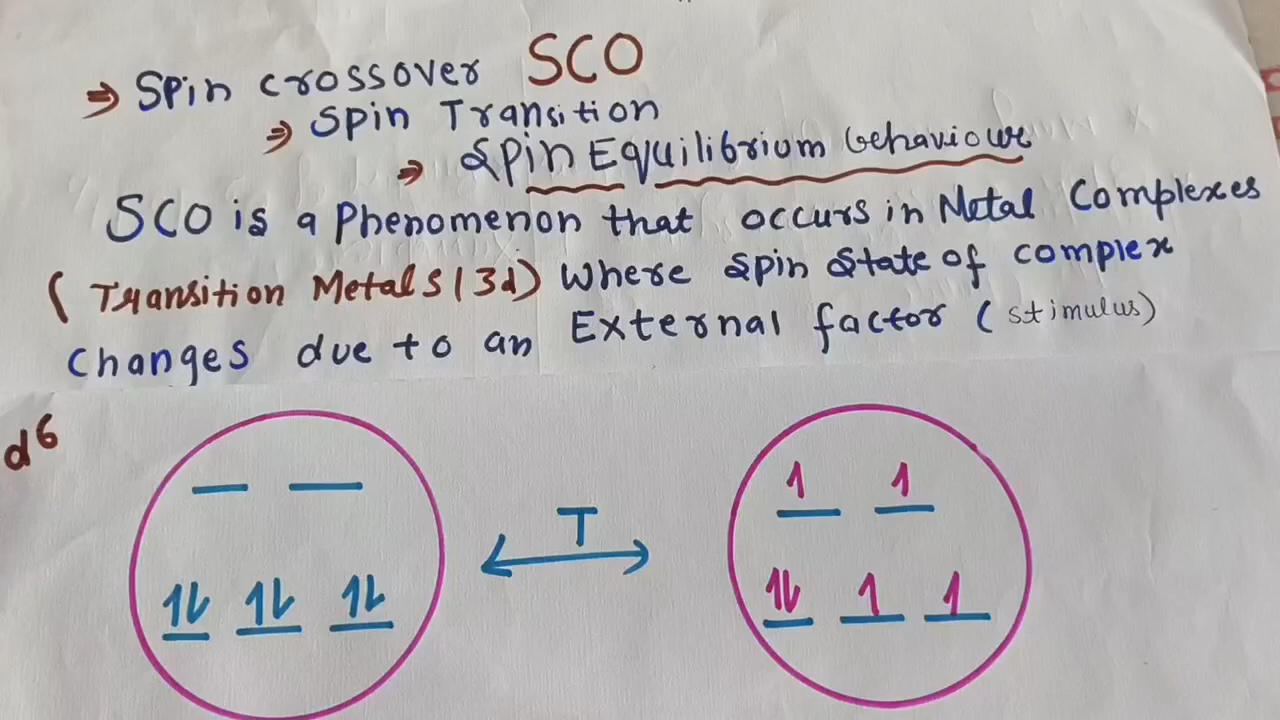 ⇒ Spin crossover SCO
⇒ Spin Transition
⇒ Spin Equilibrium behaviour
SCO is a Phenomenon that occurs in Metal Complexes
( Transition Metals (3d) Where Spin State of complex
Changes due to an External factor (stimulus)
d⁶
T